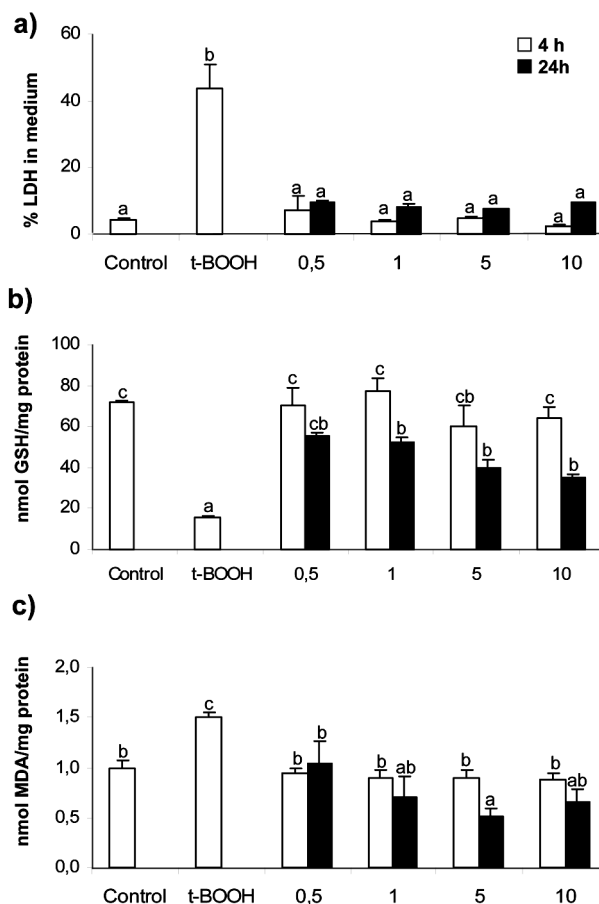 a)
% LDH in medium
60
40
20
0
4 h
24h
a b a a a a a a a a
Control t-BOOH 0,5 1 5 10
b)
nmol GSH/mg protein
100
80
60
40
20
0
c a c cb c b cb b c b
Control t-BOOH 0,5 1 5 10
c)
nmol MDA/mg protein
2,0
1,5
1,0
0,5
0,0
b c b b b ab b a b ab
Control t-BOOH 0,5 1 5 10